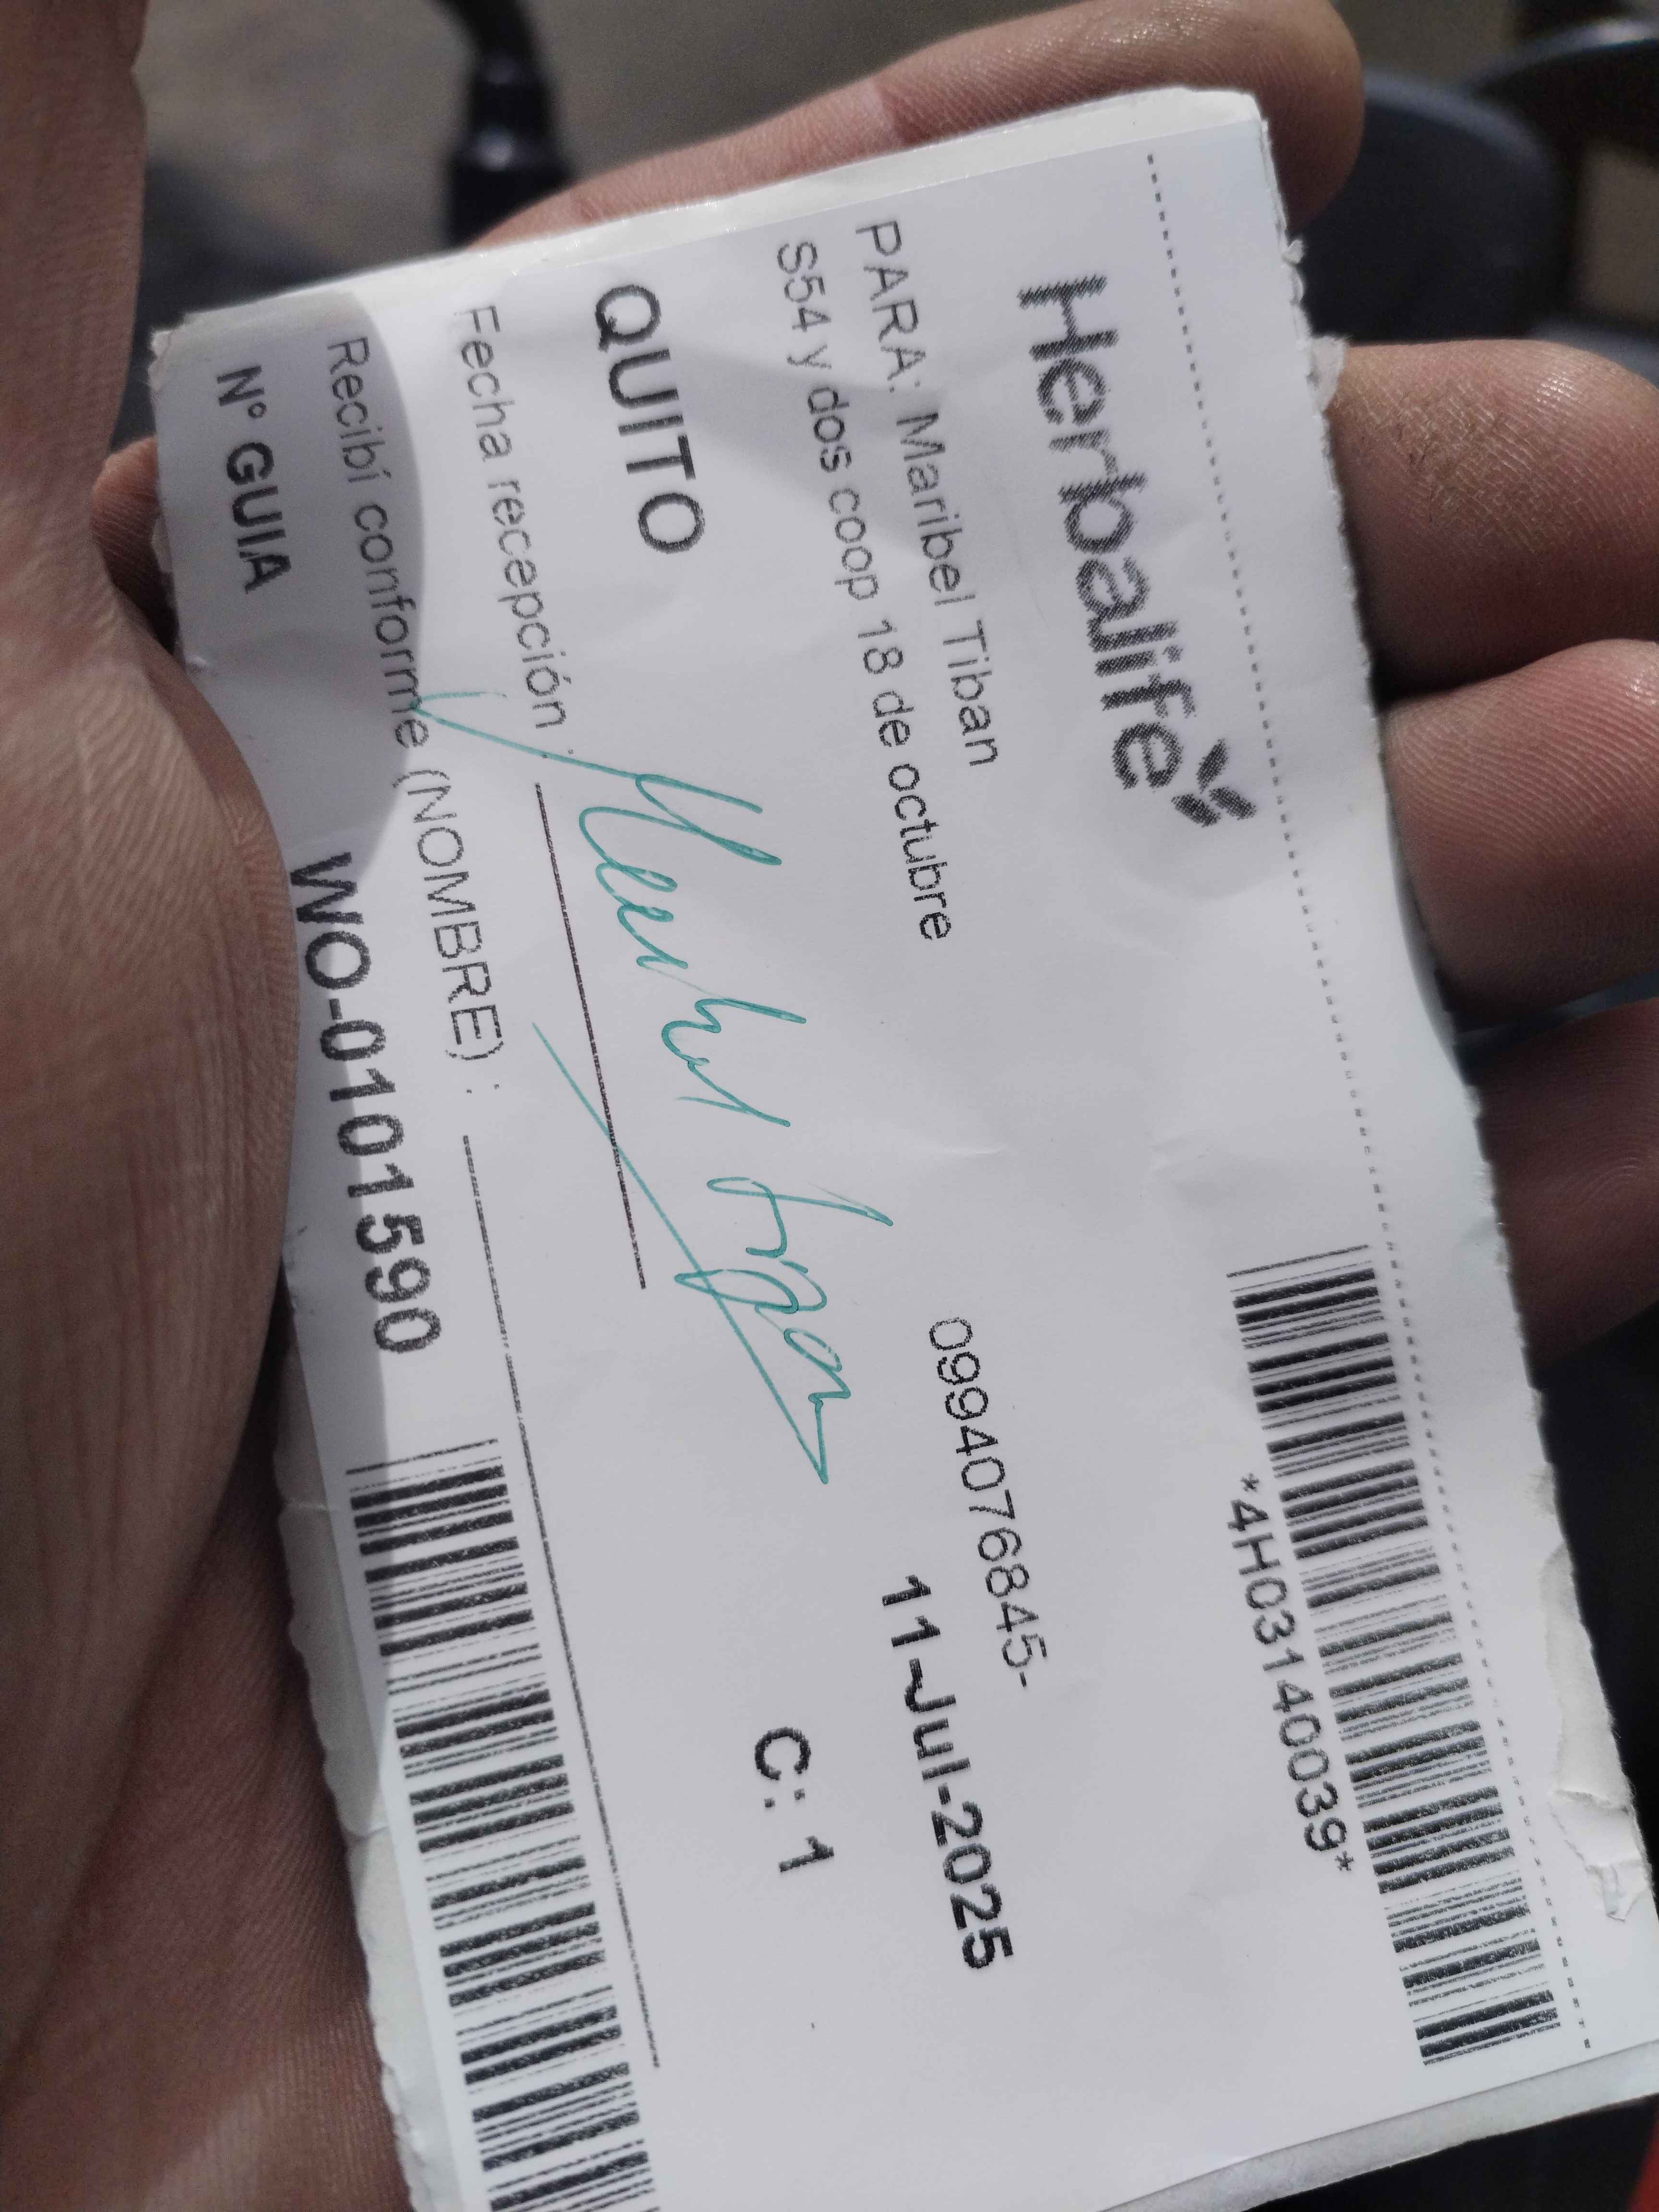 Herbalife
*4H03140039*
PARA: Maribel Tiban
0994076845-
S54 y dos coop 18 de octubre
11-Jul-2025
QUITO
C: 1
Fecha recepción :
Recibí conforme (NOMBRE) :
N° GUIA
WO-0101590